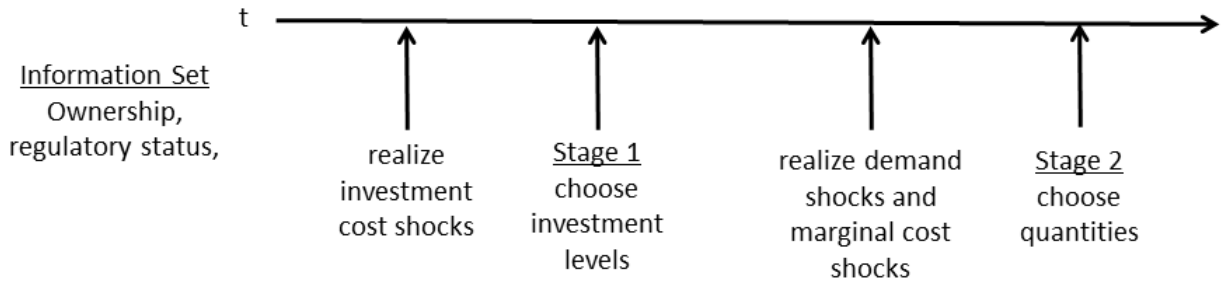 t
Information Set
Ownership,
regulatory status,
realize
investment
cost shocks
Stage 1
choose
investment
levels
realize demand
shocks and
marginal cost
shocks
Stage 2
choose
quantities